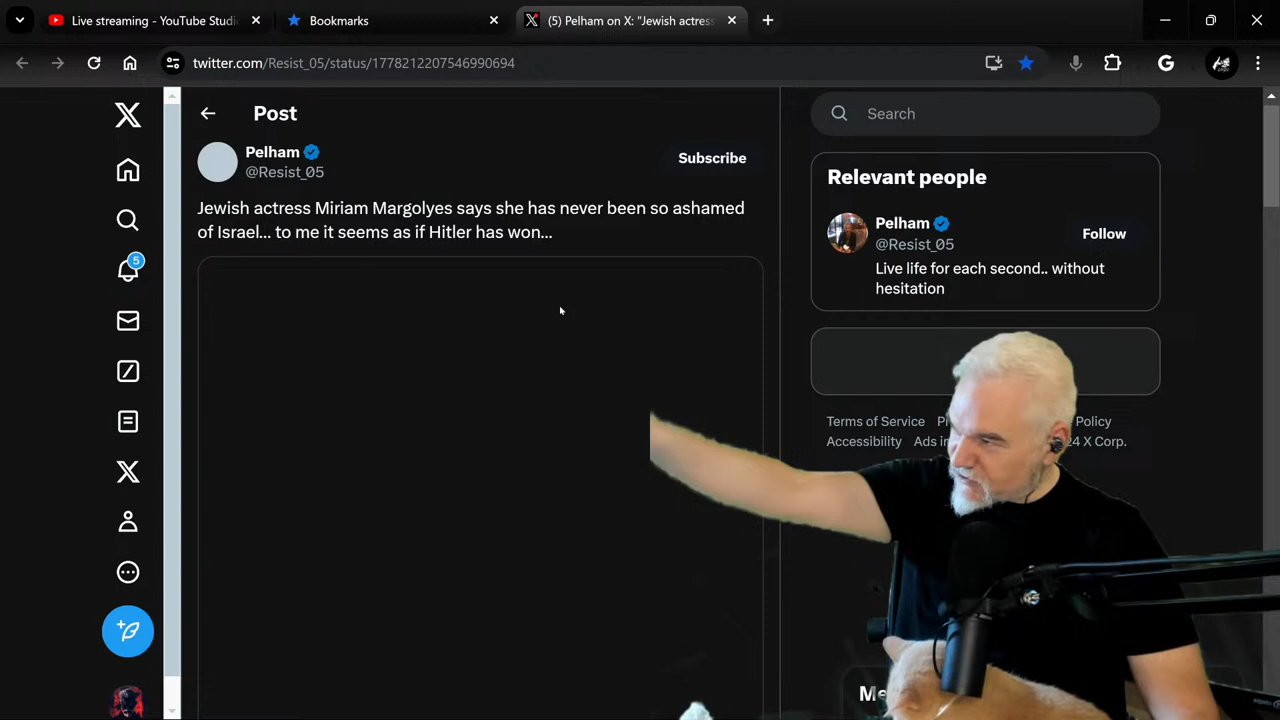 Live streaming - YouTube Studi
Bookmarks
(5) Pelham on X: "Jewish actress
twitter.com/Resist_05/status/1778212207546990694
Post
Search
Pelham
@Resist_05
Subscribe
Jewish actress Miriam Margolyes says she has never been so ashamed
of Israel... to me it seems as if Hitler has won...
Relevant people
Pelham
@Resist_05
Follow
Live life for each second.. without
hesitation
Terms of Service
Policy
Accessibility
Ads
X Corp.
5